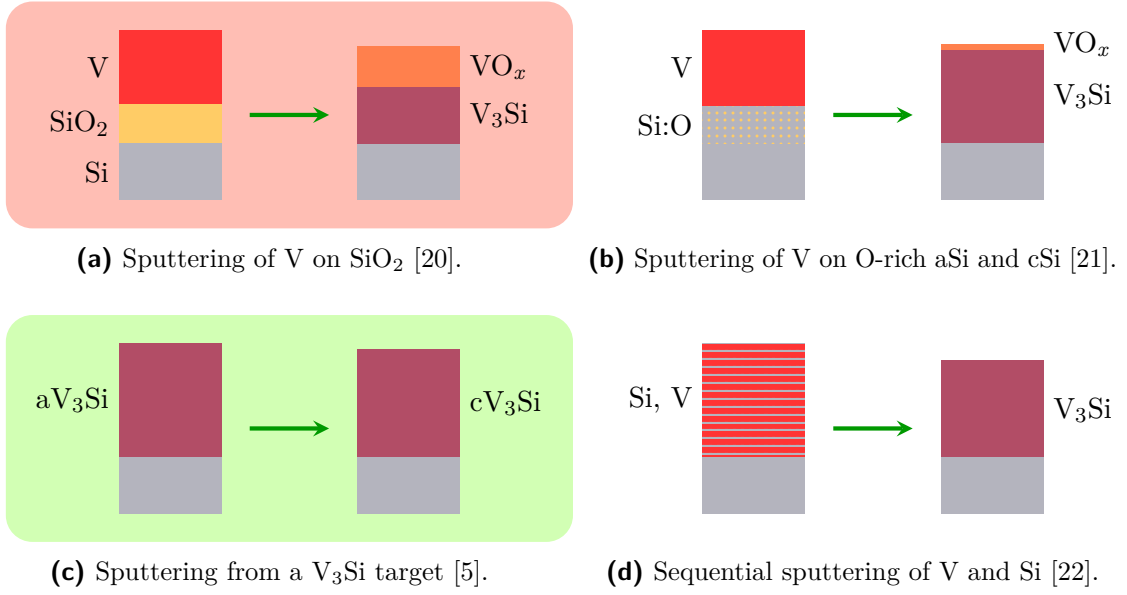 V
SiO₂
Si
VOₓ
V₃Si
(a) Sputtering of V on SiO₂ [20].
V
Si:O
VOₓ
V₃Si
(b) Sputtering of V on O-rich aSi and cSi [21].
aV₃Si
cV₃Si
(c) Sputtering from a V₃Si target [5].
Si, V
V₃Si
(d) Sequential sputtering of V and Si [22].